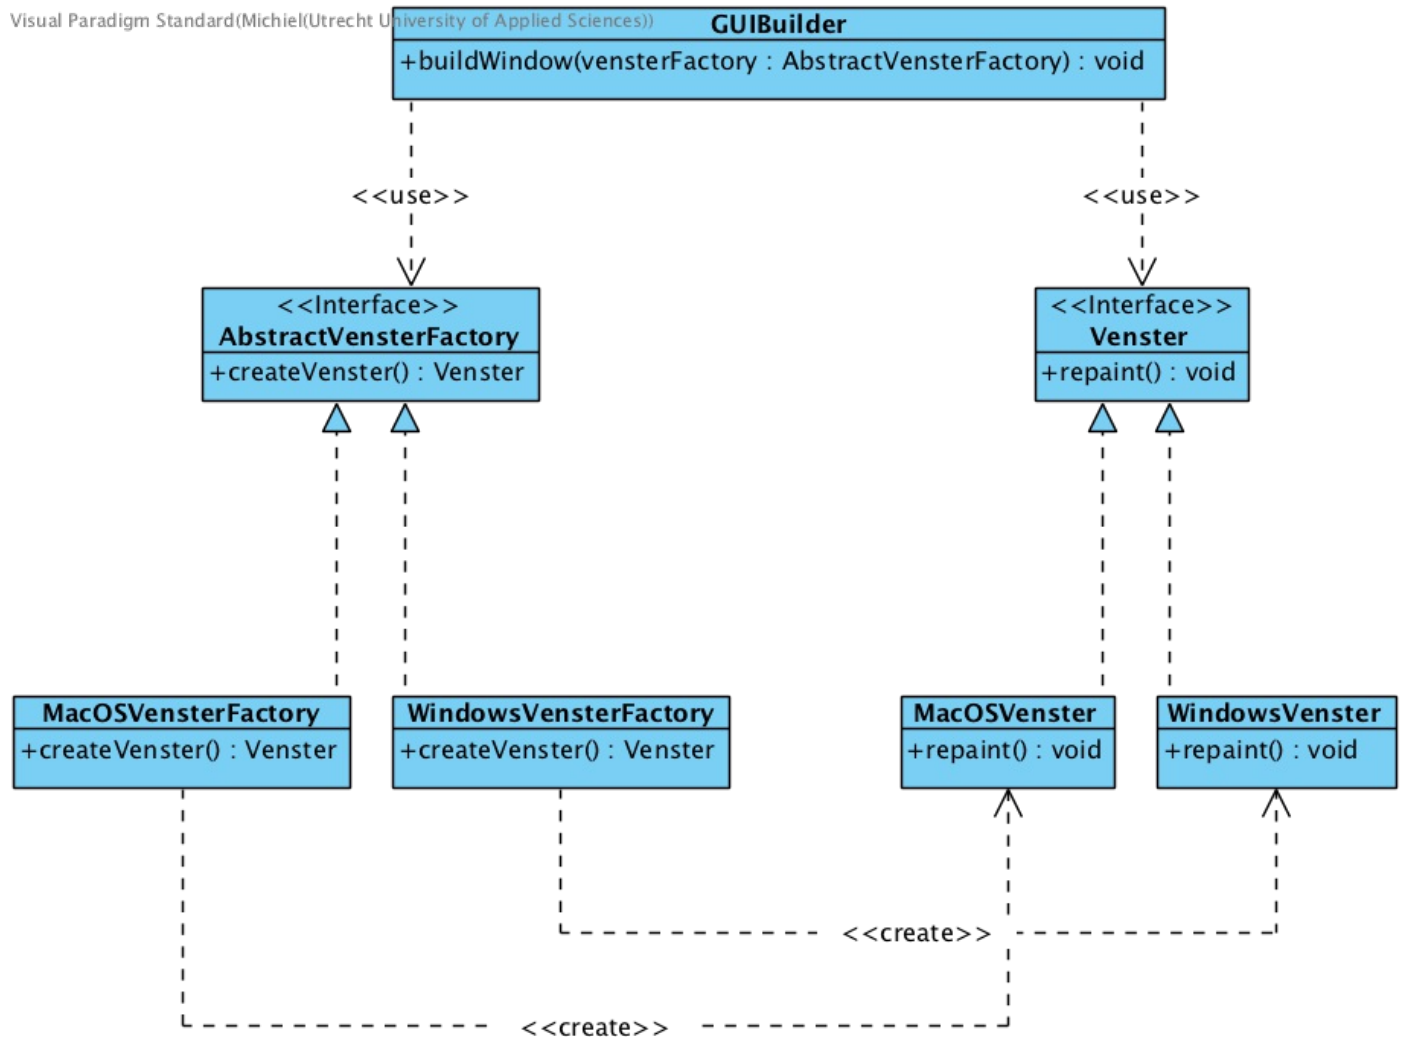 Visual Paradigm Standard(Michiel(Utrecht University of Applied Sciences))
GUIBuilder
+buildWindow(vensterFactory : AbstractVensterFactory) : void
<<use>>
<<use>>
<<Interface>>
AbstractVensterFactory
+createVenster() : Venster
<<Interface>>
Venster
+repaint() : void
MacOSVensterFactory
+createVenster() : Venster
WindowsVensterFactory
+createVenster() : Venster
MacOSVenster
+repaint() : void
WindowsVenster
+repaint() : void
<<create>>
<<create>>